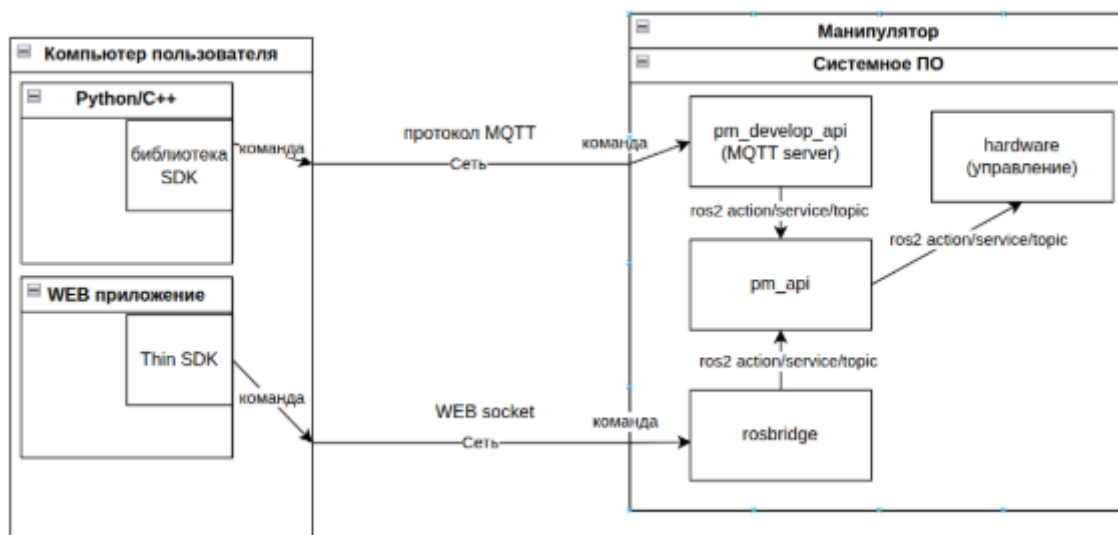 Компьютер пользователя
Python/C++
библиотека
SDK
команда
WEB приложение
Thin SDK
команда
протокол MQTT
Сеть
WEB socket
Сеть
Манипулятор
Системное ПО
команда
pm_develop_api
(MQTT server)
hardware
(управление)
ros2 action/service/topic
ros2 action/service/topic
pm_api
ros2 action/service/topic
команда
rosbridge